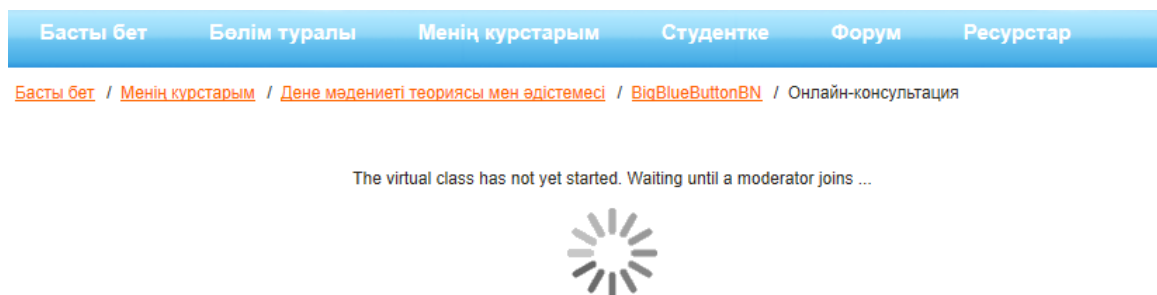 Басты бет Бөлім туралы Менің курстарым Студентке Форум Ресурстар
Басты бет / Менің курстарым / Дене мәдениеті теориясы мен әдістемесі / BigBlueButtonBN / Онлайн-консультация
The virtual class has not yet started. Waiting until a moderator joins ...